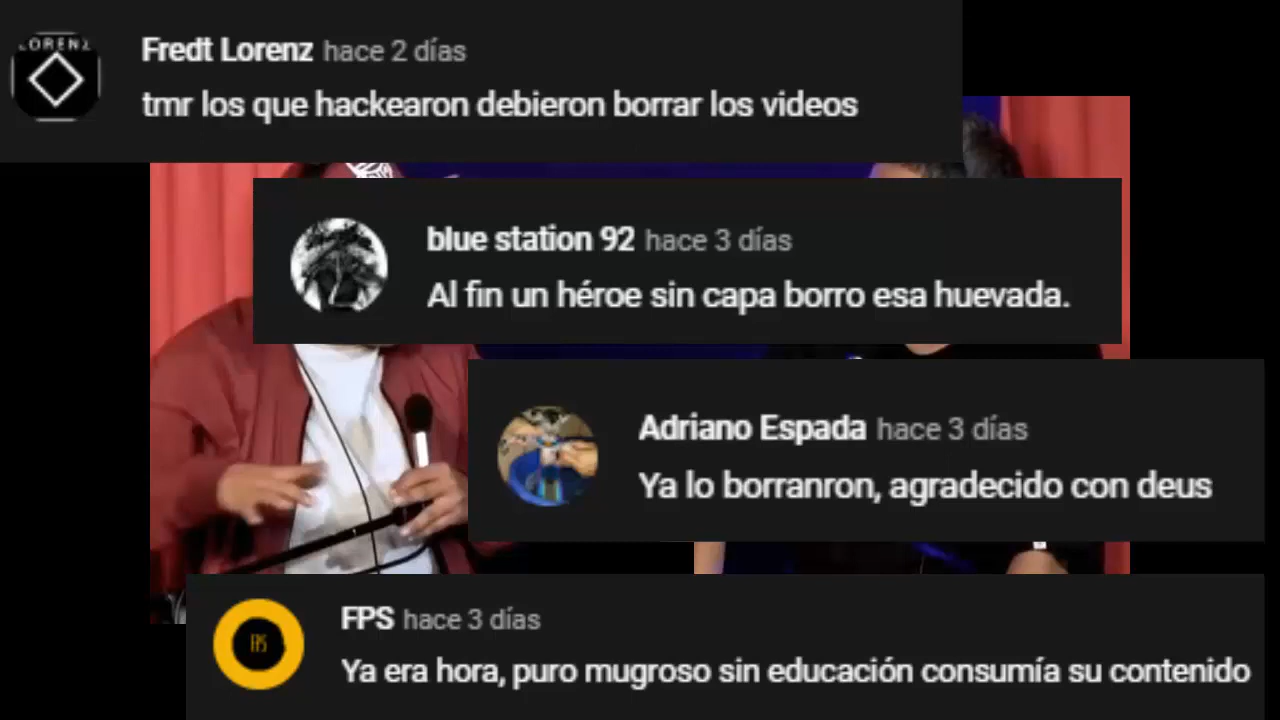 LORENZ
Fredt Lorenz hace 2 días
tmr los que hackearon debieron borrar los videos
blue station 92 hace 3 días
Al fin un héroe sin capa borro esa huevada.
Adriano Espada hace 3 días
Ya lo borranron, agradecido con deus
FPS
FPS hace 3 días
Ya era hora, puro mugroso sin educación consumía su contenido